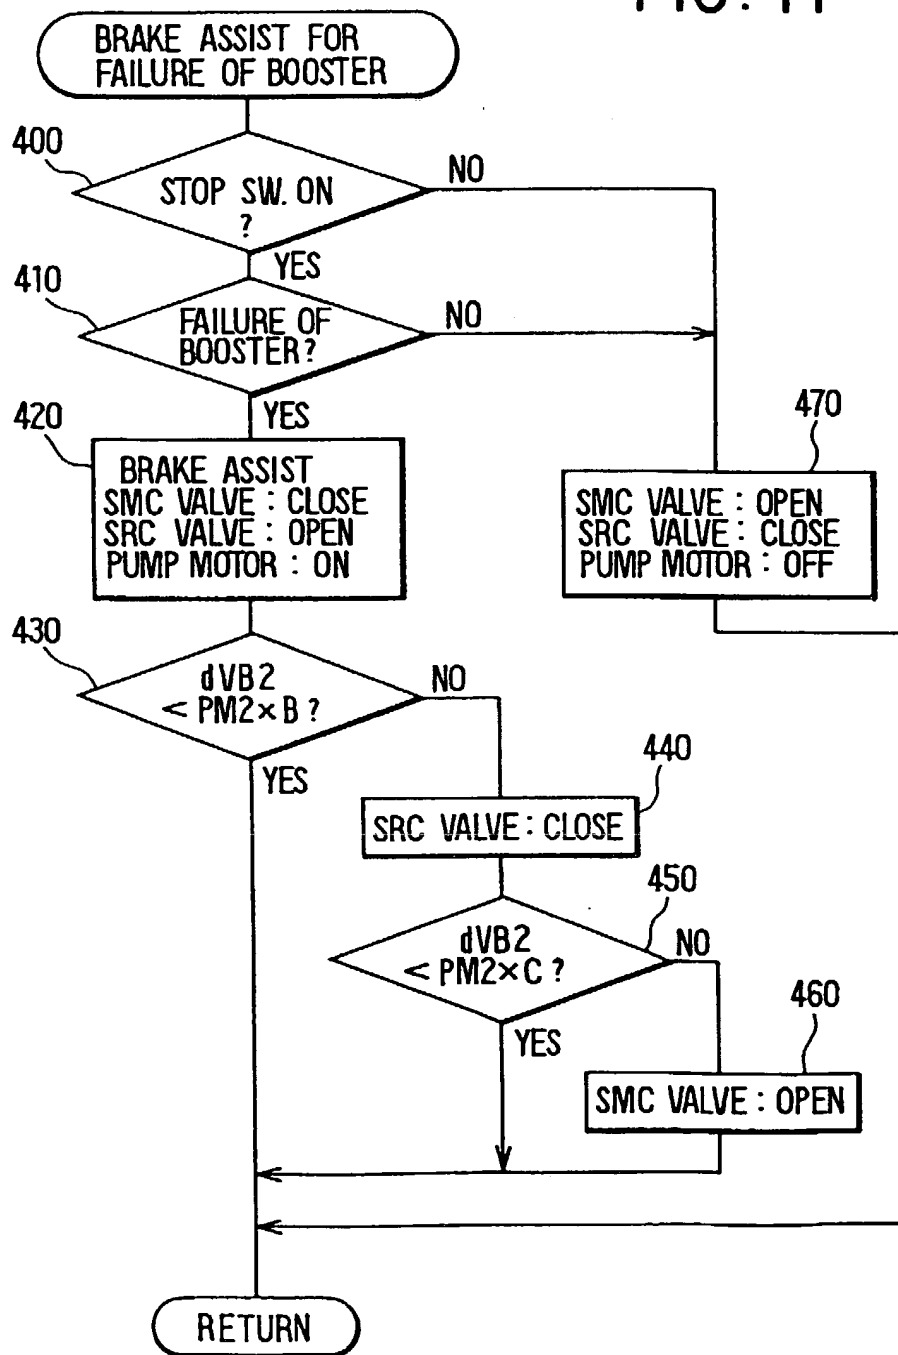 BRAKE ASSIST FOR
FAILURE OF BOOSTER
400
STOP SW. ON
?
NO
YES
410
FAILURE OF
BOOSTER?
NO
YES
420
BRAKE ASSIST
SMC VALVE : CLOSE
SRC VALVE : OPEN
PUMP MOTOR : ON
470
SMC VALVE : OPEN
SRC VALVE : CLOSE
PUMP MOTOR : OFF
430
dVB2
< PM2×B ?
NO
YES
440
SRC VALVE : CLOSE
450
dVB2
< PM2×C ?
NO
YES
460
SMC VALVE : OPEN
RETURN